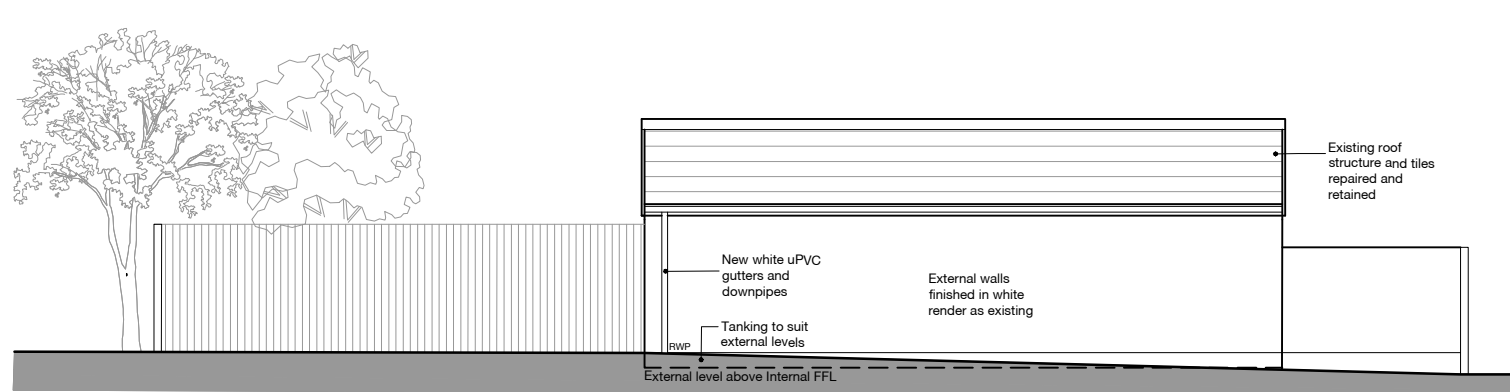 Existing roof
structure and tiles
repaired and
retained
New white uPVC
gutters and
downpipes
External walls
finished in white
render as existing
Tanking to suit
external levels
RWP
External level above Internal FFL